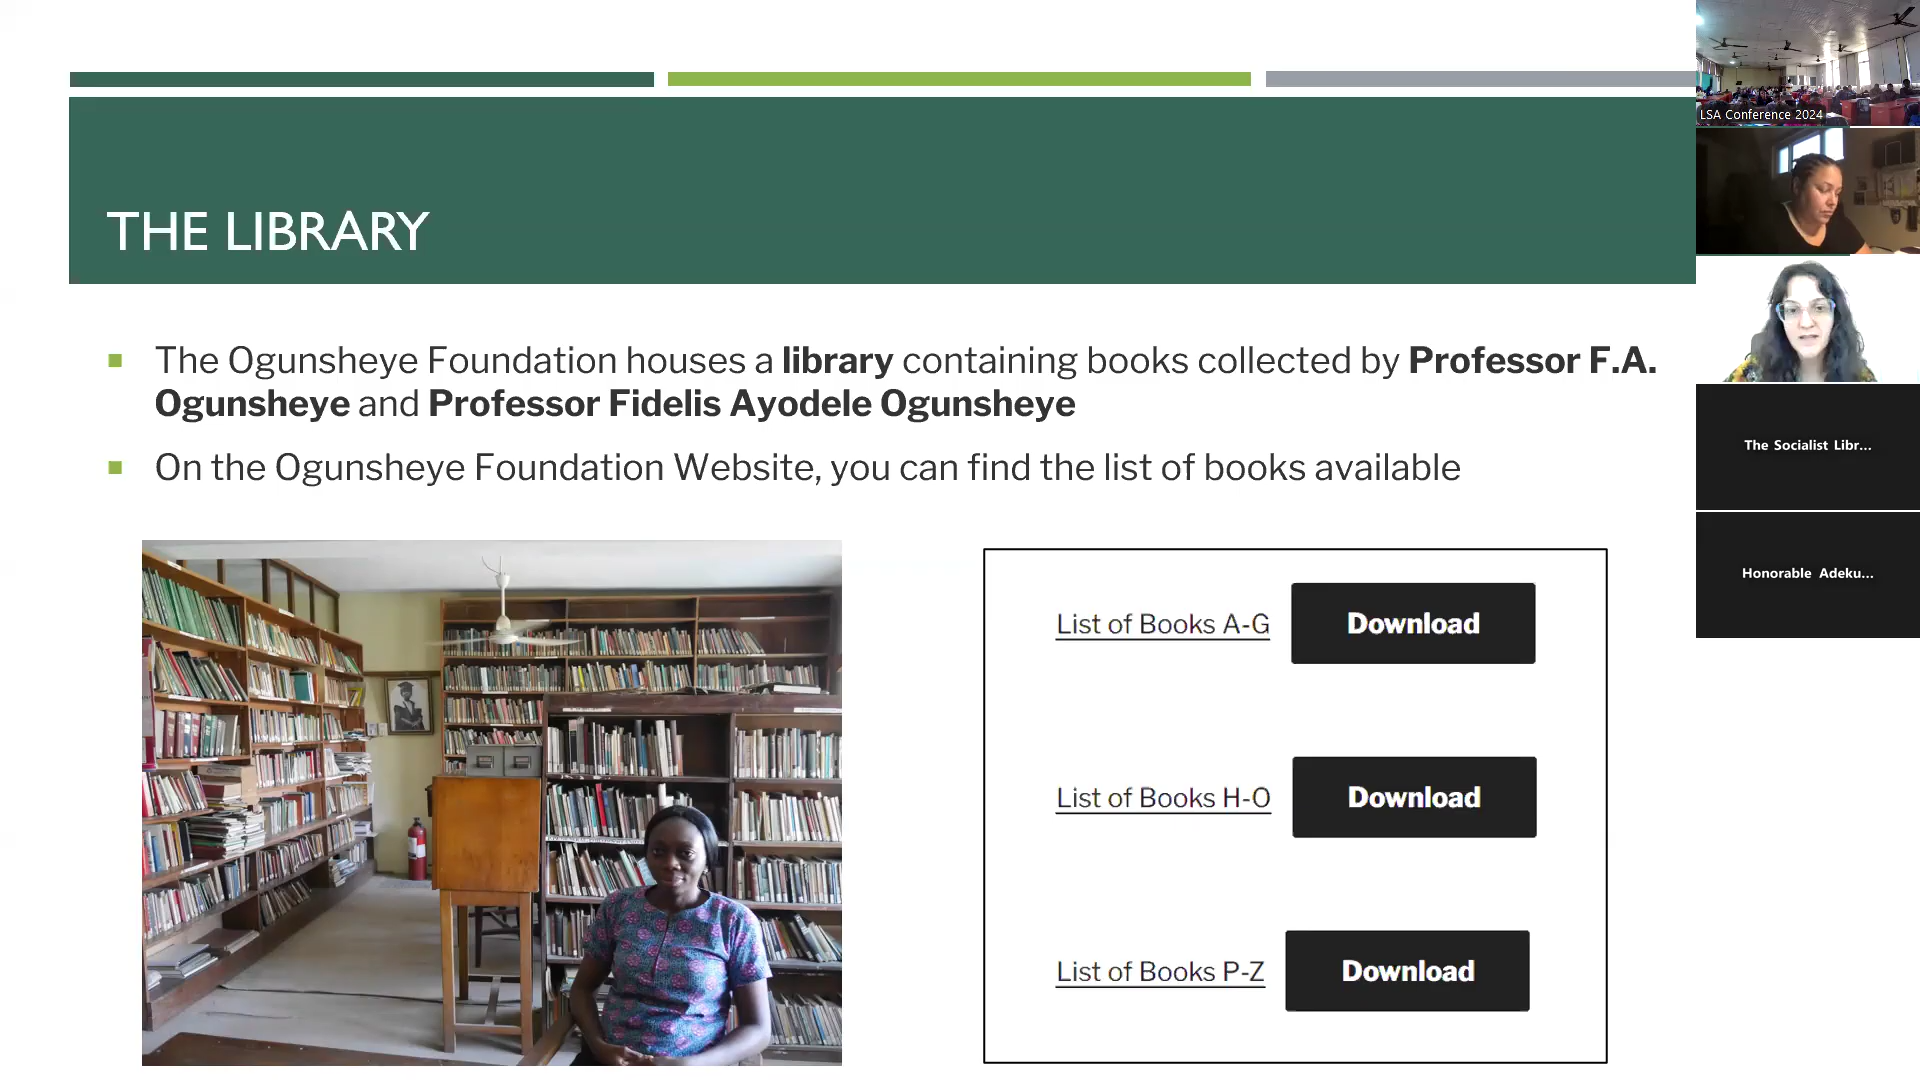 THE LIBRARY
The Ogunsheye Foundation houses a library containing books collected by Professor F.A.
Ogunsheye and Professor Fidelis Ayodele Ogunsheye
On the Ogunsheye Foundation Website, you can find the list of books available
List of Books A-G Download
List of Books H-O Download
List of Books P-Z Download
LSA Conference 2024
The Socialist Libr...
Honorable Adeku...